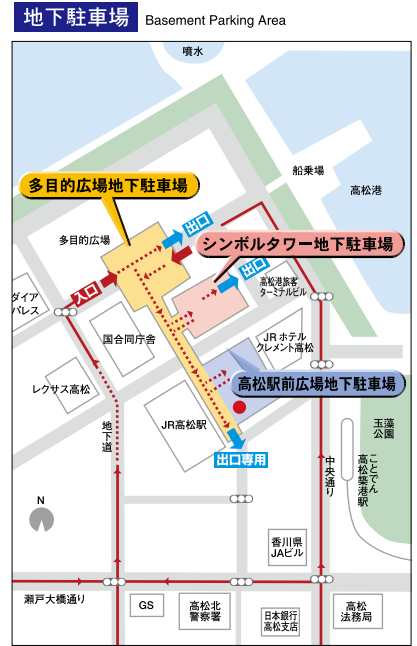 地下駐車場 Basement Parking Area
噴水
船乗場
高松港
多目的広場地下駐車場
多目的広場
出口
シンボルタワー地下駐車場
出口
入口
高松港旅客
ターミナルビル
ダイア
パレス
国合同庁舎
JRホテル
クレメント高松
レクサス高松
高松駅前広場地下駐車場
JR高松駅
地下道
玉藻
公園
ことでん
高松築港駅
中央通り
出口専用
N
香川県
JAビル
瀬戸大橋通り
GS
高松北
警察署
日本銀行
高松支店
高松
法務局